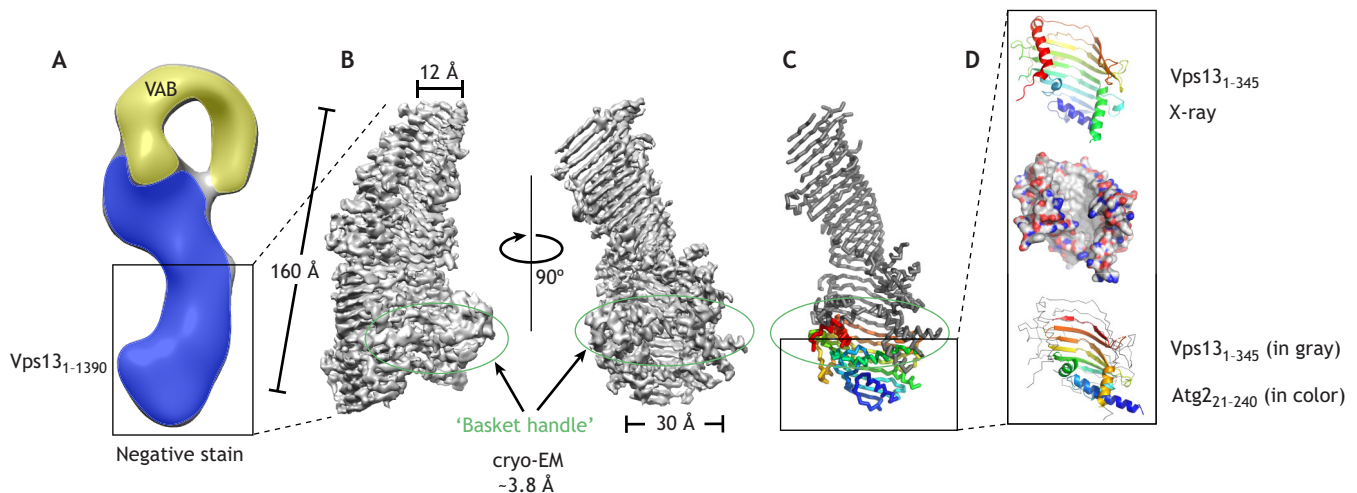 A
B
C
D
VAB
12 Å
160 Å
90º
Vps13₁₋₁₃₉₀
Negative stain
'Basket handle'
30 Å
cryo-EM
~3.8 Å
Vps13₁₋₃₄₅
X-ray
Vps13₁₋₃₄₅ (in gray)
Atg2₂₁₋₂₄₀ (in color)